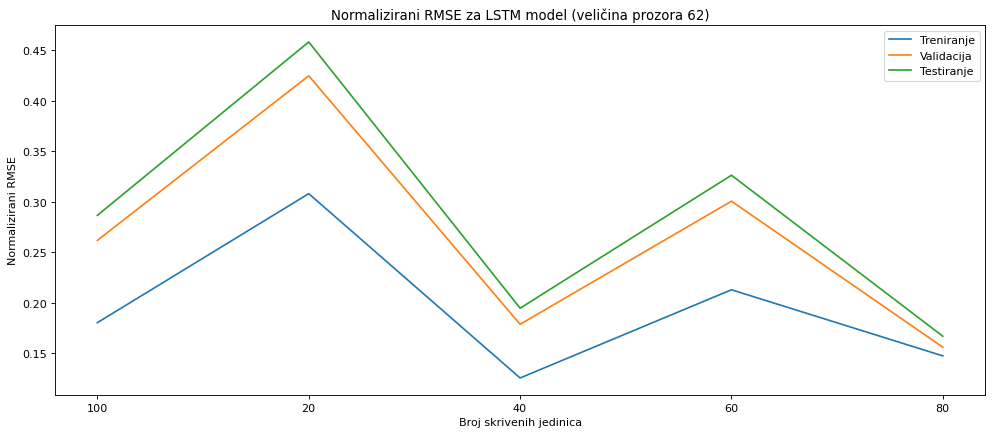 Normalizirani RMSE za LSTM model (veličina prozora 62)
Treniranje
Validacija
Testiranje
Normalizirani RMSE
0.45
0.40
0.35
0.30
0.25
0.20
0.15
100 20 40 60 80
Broj skrivenih jedinica